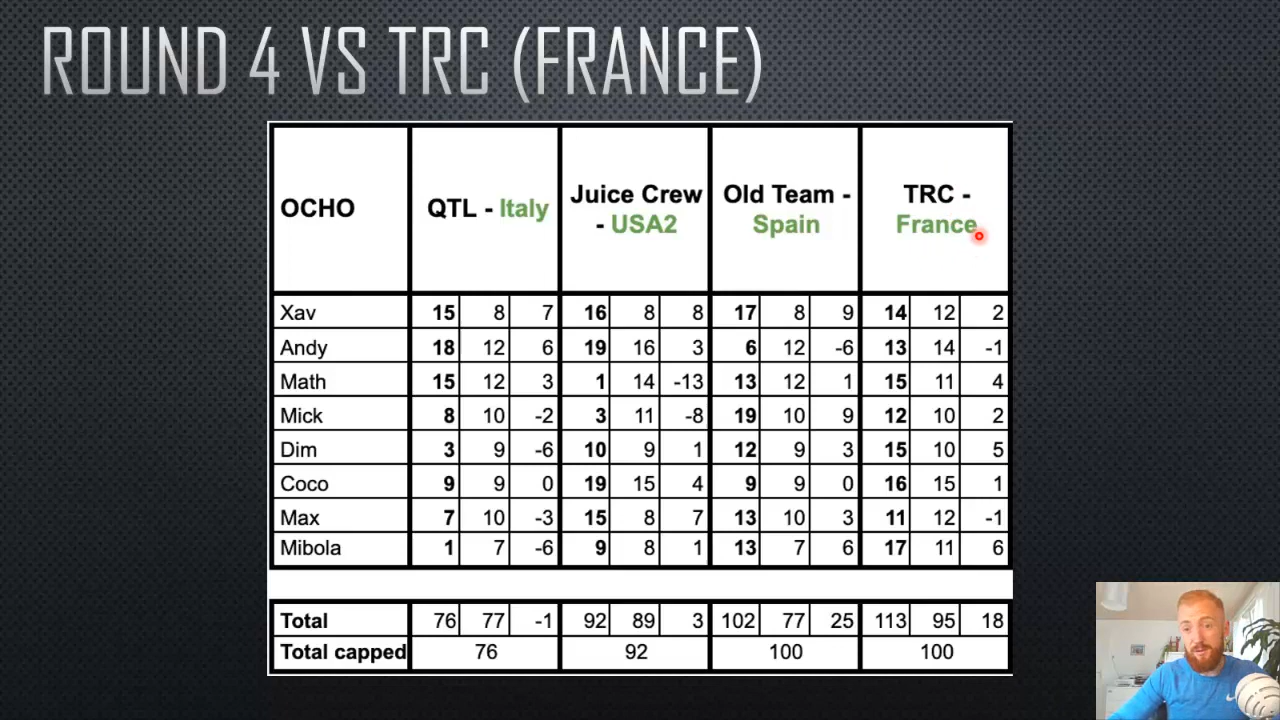 ROUND 4 VS TRC (FRANCE)
OCHO QTL - Italy Juice Crew - USA2 Old Team - Spain TRC - France
Xav 15 8 7 16 8 8 17 8 9 14 12 2
Andy 18 12 6 19 16 3 6 12 -6 13 14 -1
Math 15 12 3 1 14 -13 13 12 1 15 11 4
Mick 8 10 -2 3 11 -8 19 10 9 12 10 2
Dim 3 9 -6 10 9 1 12 9 3 15 10 5
Coco 9 9 0 19 15 4 9 9 0 16 15 1
Max 7 10 -3 15 8 7 13 10 3 11 12 -1
Mibola 1 7 -6 9 8 1 13 7 6 17 11 6
Total 76 77 -1 92 89 3 102 77 25 113 95 18
Total capped 76 92 100 100